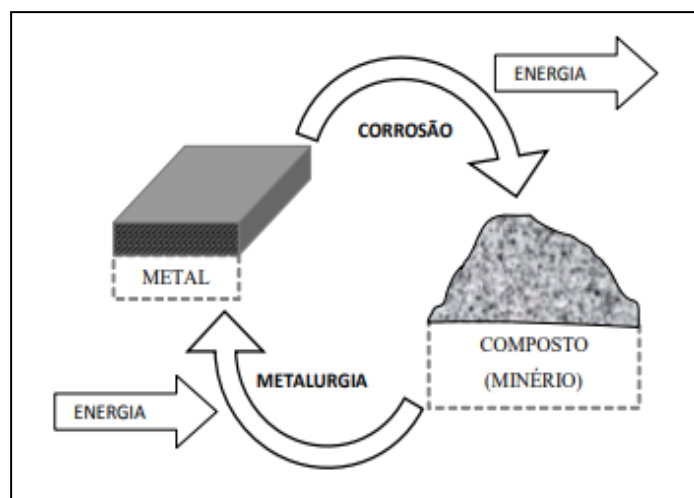 ENERGIA
CORROSÃO
METAL
COMPOSTO
(MINÉRIO)
METALURGIA
ENERGIA